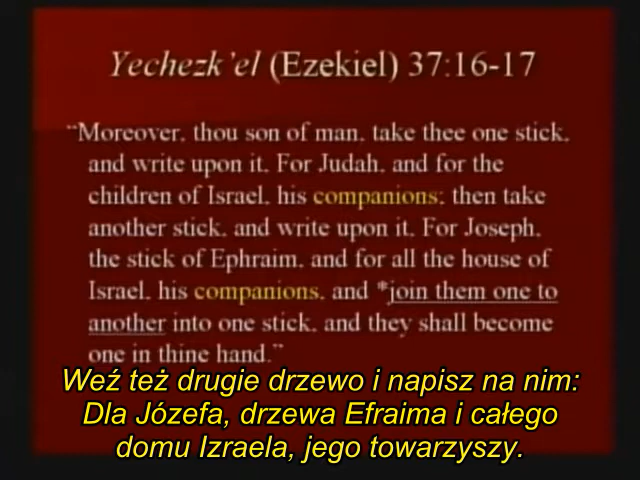 Yechezk'el (Ezekiel) 37:16-17
¨Moreover, thou son of man, take thee one stick,
and write upon it, For Judah, and for the
children of Israel, his companions: then take
another stick, and write upon it, For Joseph,
the stick of Ephraim, and for all the house of
Israel, his companions, and *join them one to
another into one stick, and they shall become
one in thine hand.¨
Weź też drugie drzewo i napisz na nim:
Dla Józefa, drzewa Efraima i całego
domu Izraela, jego towarzyszy.